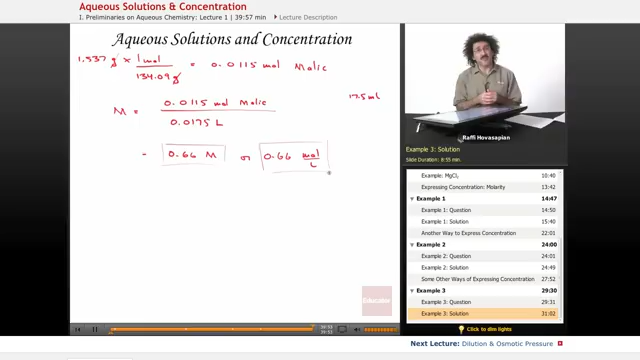 Aqueous Solutions & Concentration
1. Preliminaries on Aqueous Chemistry: Lecture 1 | 39:57 min
Lecture Description
Aqueous Solutions and Concentration
1.537 g × 1 mol / 134.09 g = 0.0115 mol Malic
17.5 mL
M = 0.0115 mol Malic / 0.0175 L
= 0.66 M or 0.66 mol / L
Educator
Raffi Hovasapian
Example 3: Solution
Slide Duration: 8:55 min
Example: MgCl₂ 10:40
Expressing Concentration: Molarity 13:42
Example 1 14:47
Example 1: Question 14:50
Example 1: Solution 15:40
Another Way to Express Concentration 22:01
Example 2 24:00
Example 2: Question 24:01
Example 2: Solution 24:49
Some Other Ways of Expressing Concentration 27:52
Example 3 29:30
Example 3: Question 29:31
Example 3: Solution 31:02
Click to dim lights
Next Lecture: Dilution & Osmotic Pressure